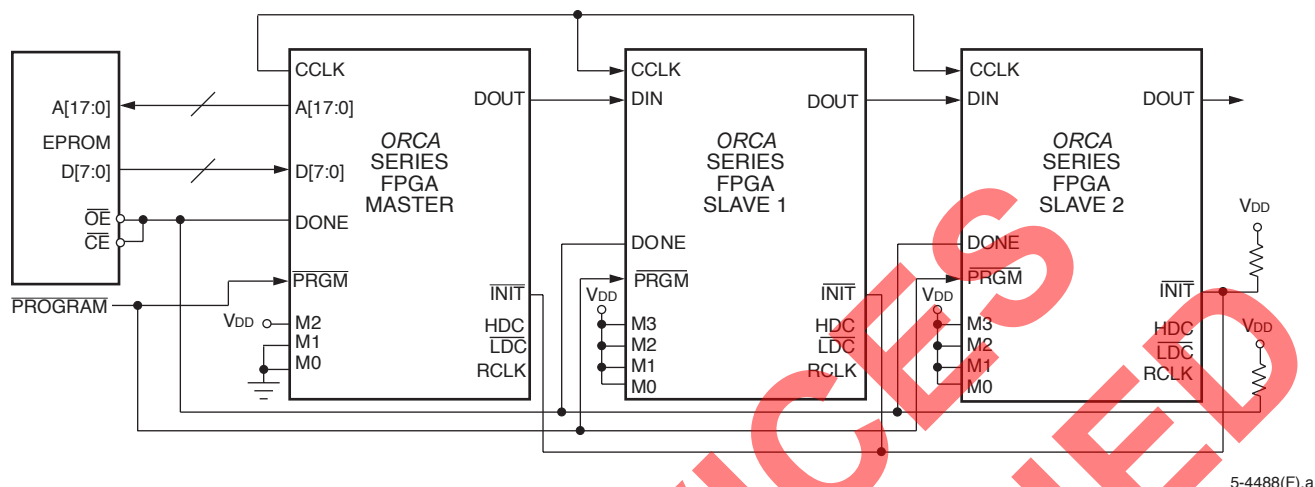 A[17:0]
EPROM
D[7:0]
OE
CE
PROGRAM
CCLK
A[17:0]
D[7:0]
DONE
PRGM
VDD
M2
M1
M0
DOUT
ORCA
SERIES
FPGA
MASTER
INIT
HDC
LDC
RCLK
CCLK
DIN
DOUT
ORCA
SERIES
FPGA
SLAVE 1
DONE
PRGM
VDD
M3
M2
M1
M0
INIT
HDC
LDC
RCLK
CCLK
DIN
DOUT
ORCA
SERIES
FPGA
SLAVE 2
DONE
PRGM
VDD
M3
M2
M1
M0
INIT
HDC
LDC
RCLK
VDD
VDD
5-4488(F).a